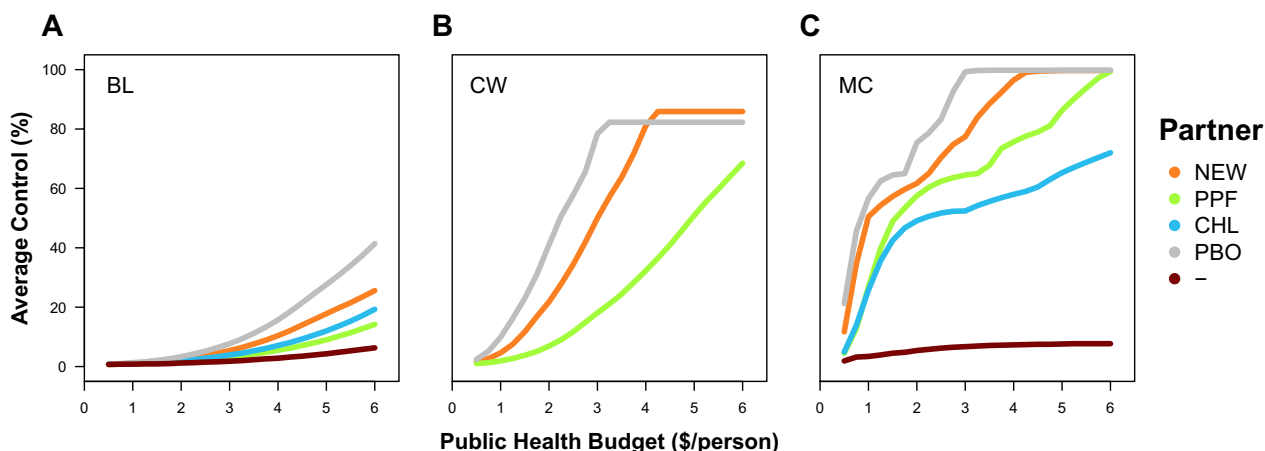 A
B
C
BL
CW
MC
Average Control (%)
100
80
60
40
20
0
0 1 2 3 4 5 6
0 1 2 3 4 5 6
0 1 2 3 4 5 6
Public Health Budget ($/person)
Partner
NEW
PPF
CHL
PBO
–